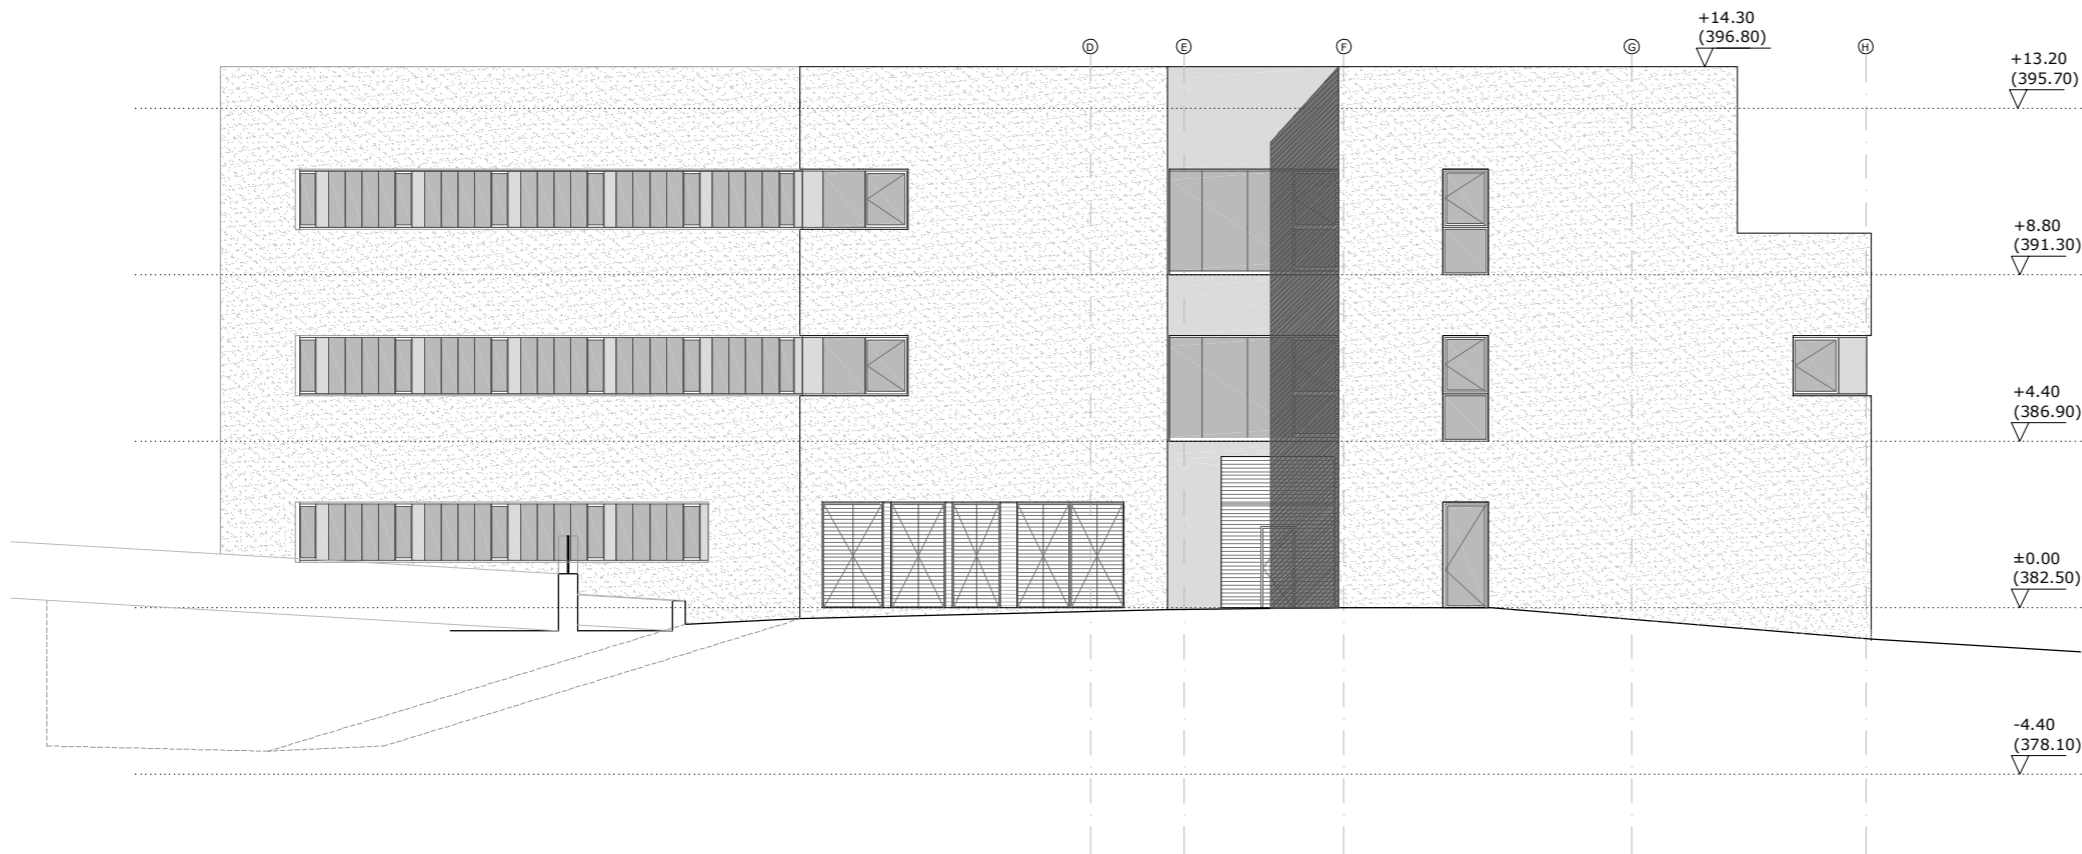 +14.30
(396.80)
D
E
F
G
H
+13.20
(395.70)
+8.80
(391.30)
+4.40
(386.90)
±0.00
(382.50)
-4.40
(378.10)